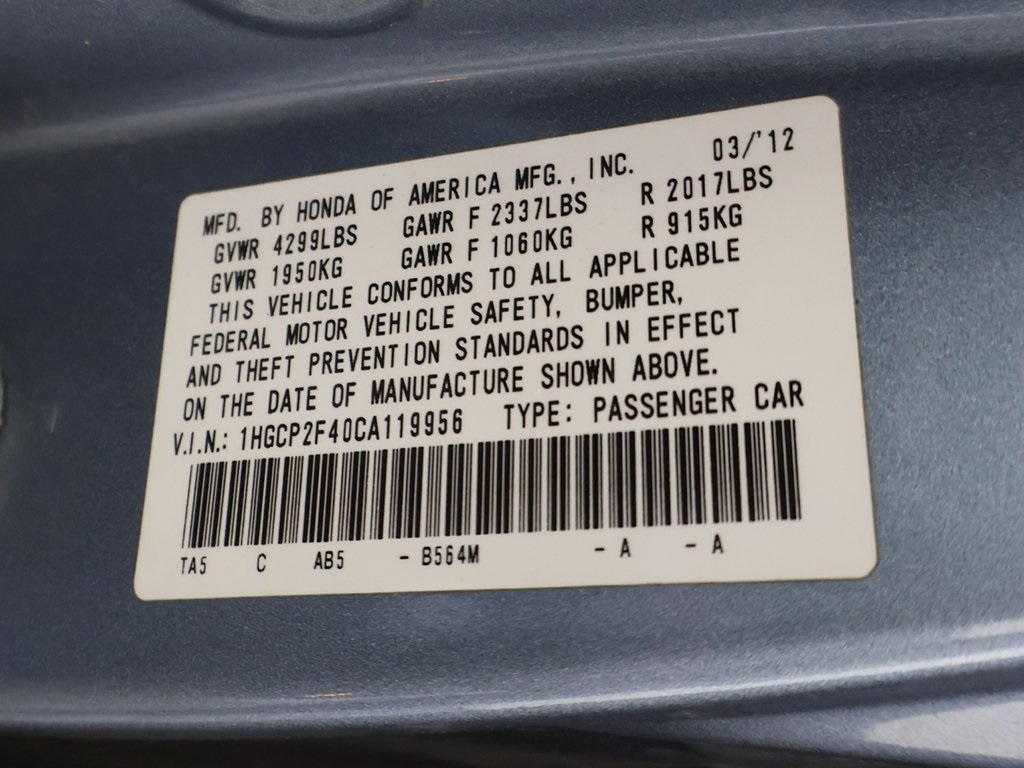 MFD. BY HONDA OF AMERICA MFG., INC. 03/'12
GVWR 4299LBS GAWR F 2337LBS R 2017LBS
GVWR 1950KG GAWR F 1060KG R 915KG
THIS VEHICLE CONFORMS TO ALL APPLICABLE
FEDERAL MOTOR VEHICLE SAFETY, BUMPER,
AND THEFT PREVENTION STANDARDS IN EFFECT
ON THE DATE OF MANUFACTURE SHOWN ABOVE.
V.I.N.: 1HGCP2F40CA119956 TYPE: PASSENGER CAR
TA5 C AB5 - B564M - A - A